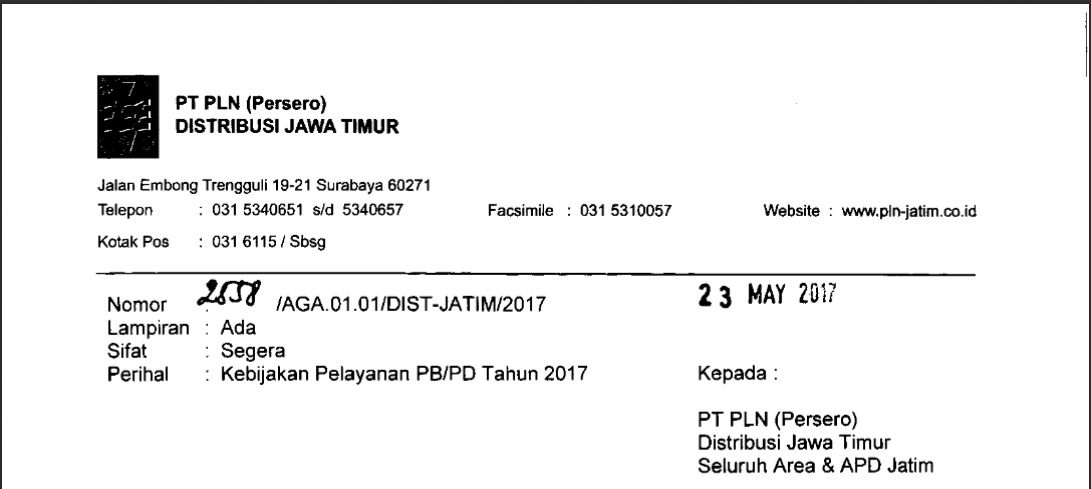 PT PLN (Persero)
DISTRIBUSI JAWA TIMUR
Jalan Embong Trengguli 19-21 Surabaya 60271
Telepon : 031 5340651 s/d 5340657 Facsimile : 031 5310057 Website : www.pln-jatim.co.id
Kotak Pos : 031 6115 / Sbsg
Nomor : 2558 /AGA.01.01/DIST-JATIM/2017 23 MAY 2017
Lampiran : Ada
Sifat : Segera
Perihal : Kebijakan Pelayanan PB/PD Tahun 2017 Kepada :
PT PLN (Persero)
Distribusi Jawa Timur
Seluruh Area & APD Jatim